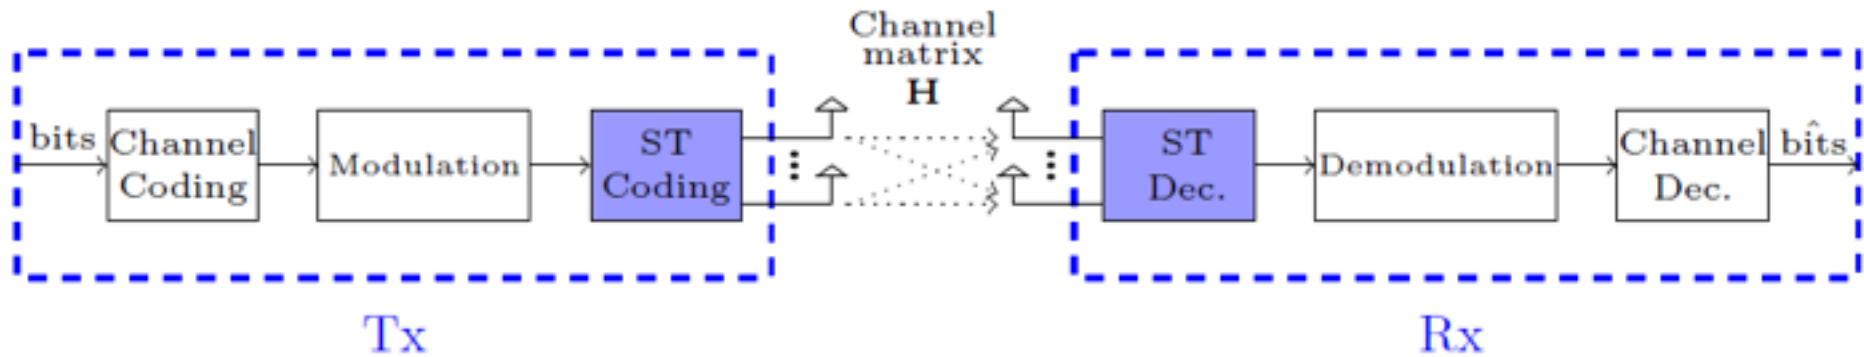 Channel
matrix
H
bits
Channel
Coding
Modulation
ST
Coding
ST
Dec.
Demodulation
Channel
Dec.
bîts
Tx
Rx